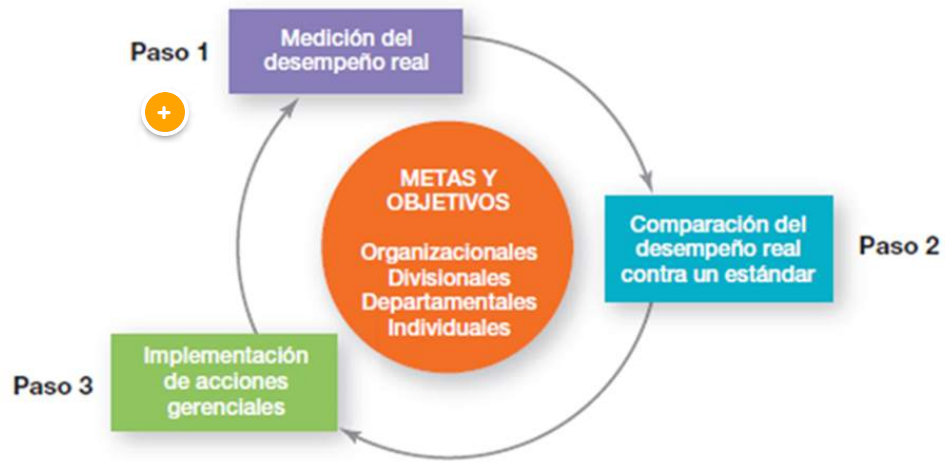 Paso 1
Medición del
desempeño real
+
METAS Y
OBJETIVOS
Organizacionales
Divisionales
Departamentales
Individuales
Comparación del
desempeño real
contra un estándar
Paso 2
Paso 3
Implementación
de acciones
gerenciales